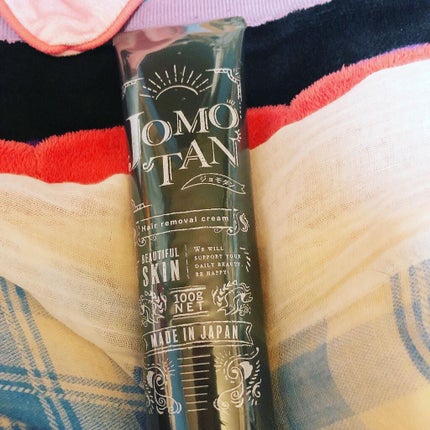 JOMO
TAN
ジョモタン
Hair removal cream
BEAUTIFUL
SKIN
WE WILL
SUPPORT YOUR
DAILY BEAUTY
BE HAPPY!
100g
NET
MADE IN JAPAN